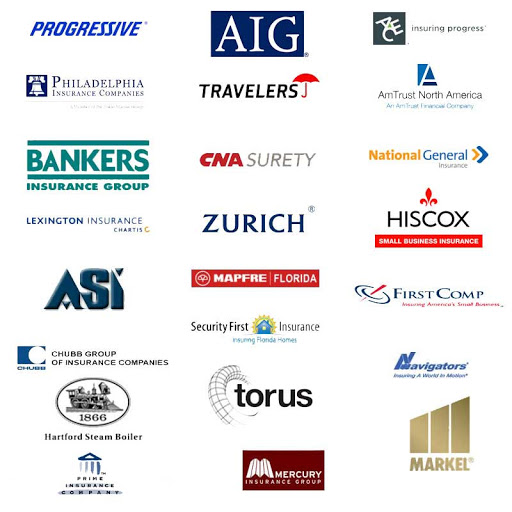 PROGRESSIVE®
AIG®
ACE
insuring progress
PHILADELPHIA
INSURANCE COMPANIES
TRAVELERS
AmTrust North America
An AmTrust Financial Company
BANKERS
INSURANCE GROUP
CNA SURETY
National General
Insurance
LEXINGTON INSURANCE
CHARTIS
ZURICH®
HISCOX
SMALL BUSINESS INSURANCE
ASI
MAPFRE | FLORIDA
FIRSTCOMP
Insuring America's Small Business
Security First Insurance
Insuring Florida Homes
CHUBB
CHUBB GROUP
OF INSURANCE COMPANIES
Navigators®
Insuring A World In Motion®
1866
Hartford Steam Boiler
torus
MARKEL®
PRIME
INSURANCE
COMPANY
MERCURY
INSURANCE GROUP